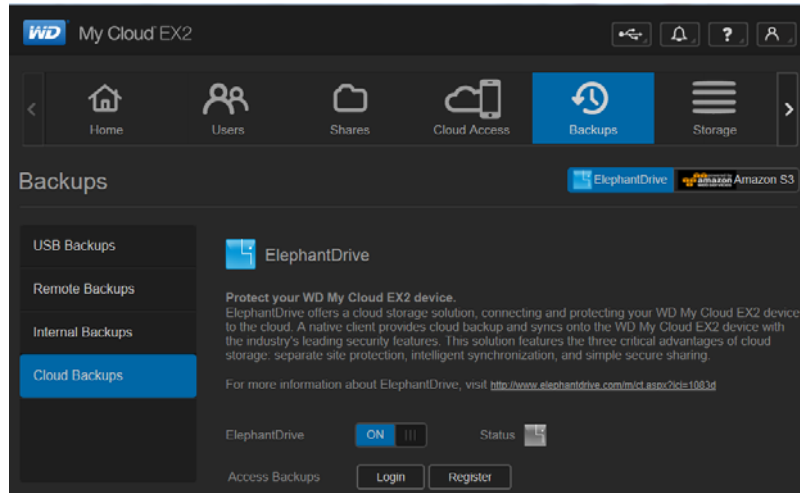 WD My Cloud EX2
?
Home
Users
Shares
Cloud Access
Backups
Storage
Backups
ElephantDrive
amazon
Amazon S3
USB Backups
Remote Backups
Internal Backups
Cloud Backups
ElephantDrive
Protect your WD My Cloud EX2 device.
ElephantDrive offers a cloud storage solution, connecting and protecting your WD My Cloud EX2 device
to the cloud. A native client provides cloud backup and syncs onto the WD My Cloud EX2 device with
the industry's leading security features. This solution features the three critical advantages of cloud
storage: separate site protection, intelligent synchronization, and simple secure sharing.
For more information about ElephantDrive, visit http://www.elephantdrive.com/m/ct.aspx?ici=1083d
ElephantDrive ON Status
Access Backups Login Register